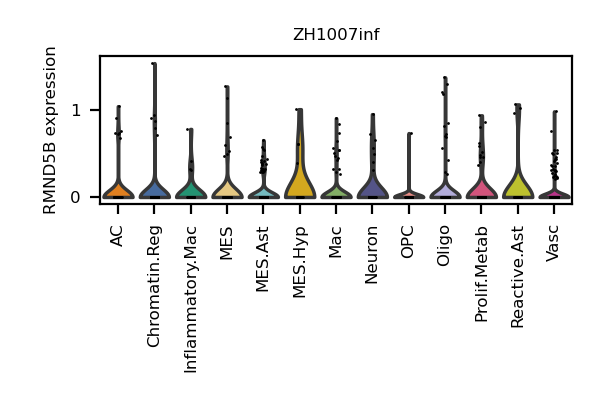 ZH1007inf
RMND5B expression
1
0
AC
Chromatin.Reg
Inflammatory.Mac
MES
MES.Ast
MES.Hyp
Mac
Neuron
OPC
Oligo
Prolif.Metab
Reactive.Ast
Vasc